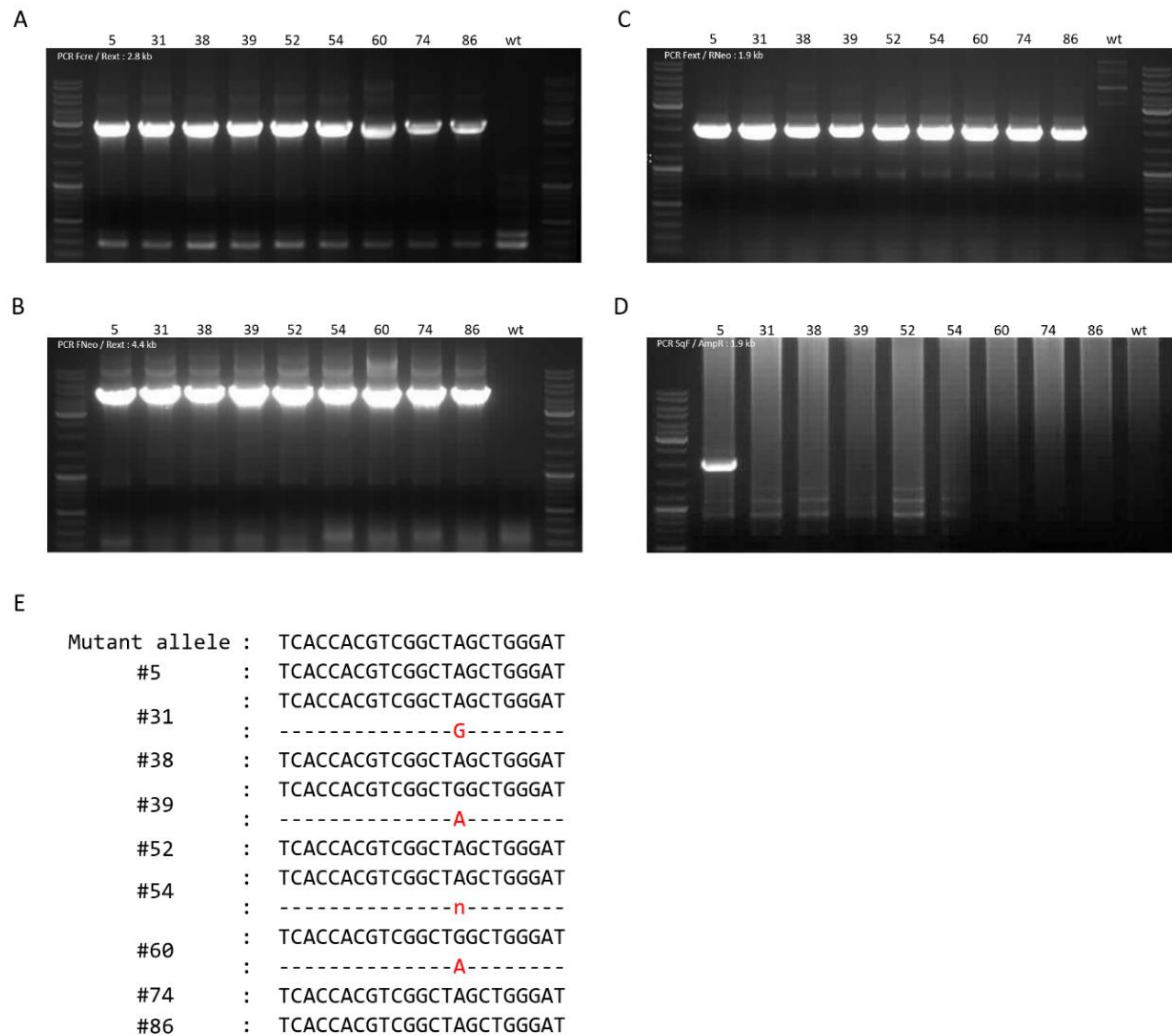 A
5 31 38 39 52 54 60 74 86 wt
PCR Fcre / Rext : 2.8 kb
B
5 31 38 39 52 54 60 74 86 wt
PCR FNeo / Rext : 4.4 kb
C
5 31 38 39 52 54 60 74 86 wt
PCR Fext / RNeo : 1.9 kb
D
5 31 38 39 52 54 60 74 86 wt
PCR SqF / AmpR : 1.9 kb
E
Mutant allele : TCACCACGTCGGCTAGCTGGGAT
#5 : TCACCACGTCGGCTAGCTGGGAT
: TCACCACGTCGGCTAGCTGGGAT
#31
: --------------G--------
#38 : TCACCACGTCGGCTAGCTGGGAT
: TCACCACGTCGGCTGGCTGGGAT
#39
: --------------A--------
#52 : TCACCACGTCGGCTAGCTGGGAT
: TCACCACGTCGGCTAGCTGGGAT
#54
: --------------n--------
: TCACCACGTCGGCTGGCTGGGAT
#60
: --------------A--------
#74 : TCACCACGTCGGCTAGCTGGGAT
#86 : TCACCACGTCGGCTAGCTGGGAT